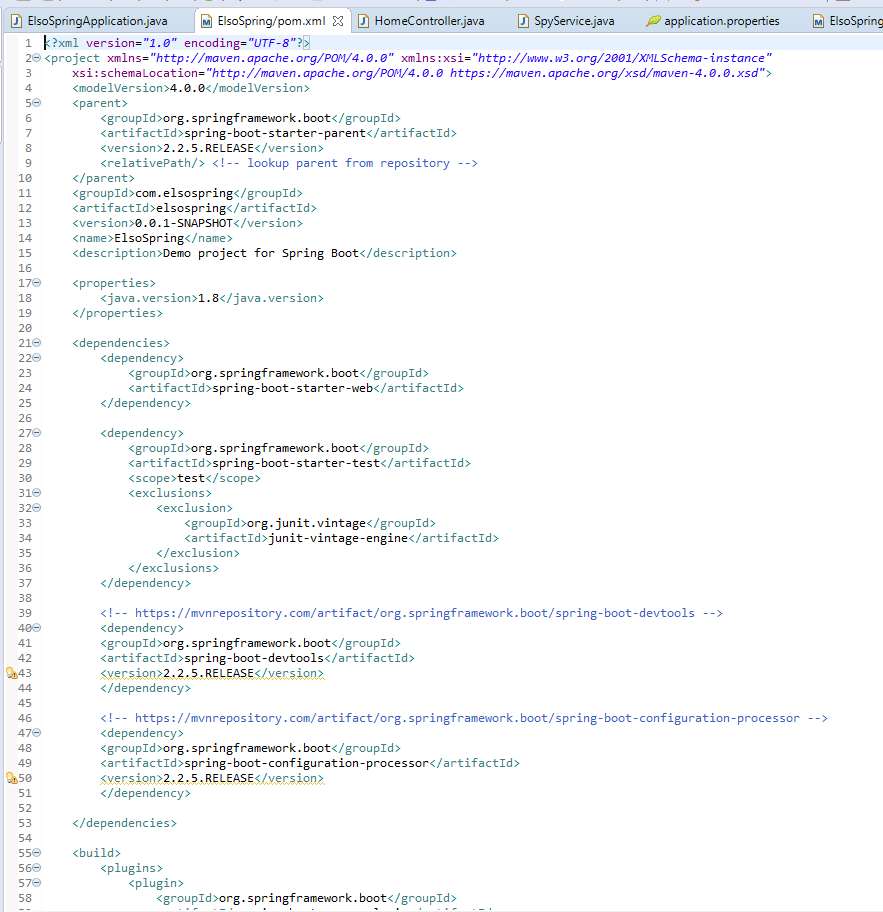 ElsoSpringApplication.java ElsoSpring/pom.xml HomeController.java SpyService.java application.properties ElsoSpring
1 <?xml version="1.0" encoding="UTF-8"?>
2 <project xmlns="http://maven.apache.org/POM/4.0.0" xmlns:xsi="http://www.w3.org/2001/XMLSchema-instance"
3 xsi:schemaLocation="http://maven.apache.org/POM/4.0.0 https://maven.apache.org/xsd/maven-4.0.0.xsd">
4 <modelVersion>4.0.0</modelVersion>
5 <parent>
6 <groupId>org.springframework.boot</groupId>
7 <artifactId>spring-boot-starter-parent</artifactId>
8 <version>2.2.5.RELEASE</version>
9 <relativePath/> <!-- lookup parent from repository -->
10 </parent>
11 <groupId>com.elsospring</groupId>
12 <artifactId>elsospring</artifactId>
13 <version>0.0.1-SNAPSHOT</version>
14 <name>ElsoSpring</name>
15 <description>Demo project for Spring Boot</description>
16
17 <properties>
18 <java.version>1.8</java.version>
19 </properties>
20
21 <dependencies>
22 <dependency>
23 <groupId>org.springframework.boot</groupId>
24 <artifactId>spring-boot-starter-web</artifactId>
25 </dependency>
26
27 <dependency>
28 <groupId>org.springframework.boot</groupId>
29 <artifactId>spring-boot-starter-test</artifactId>
30 <scope>test</scope>
31 <exclusions>
32 <exclusion>
33 <groupId>org.junit.vintage</groupId>
34 <artifactId>junit-vintage-engine</artifactId>
35 </exclusion>
36 </exclusions>
37 </dependency>
38
39 <!-- https://mvnrepository.com/artifact/org.springframework.boot/spring-boot-devtools -->
40 <dependency>
41 <groupId>org.springframework.boot</groupId>
42 <artifactId>spring-boot-devtools</artifactId>
43 <version>2.2.5.RELEASE</version>
44 </dependency>
45
46 <!-- https://mvnrepository.com/artifact/org.springframework.boot/spring-boot-configuration-processor -->
47 <dependency>
48 <groupId>org.springframework.boot</groupId>
49 <artifactId>spring-boot-configuration-processor</artifactId>
50 <version>2.2.5.RELEASE</version>
51 </dependency>
52
53 </dependencies>
54
55 <build>
56 <plugins>
57 <plugin>
58 <groupId>org.springframework.boot</groupId>